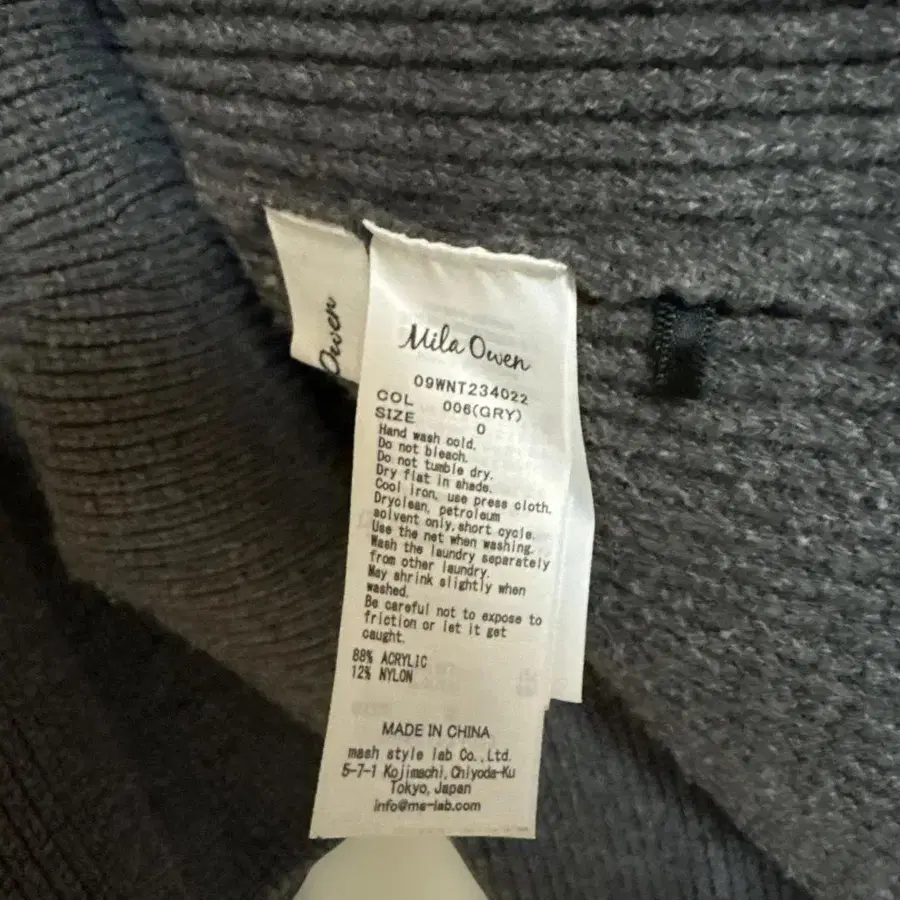 Owen
Mila Owen
09WNT234022
COL 006(GRY)
SIZE 0
Hand wash cold.
Do not bleach.
Do not tumble dry.
Dry flat in shade.
Cool iron, use press cloth.
Dryclean, petroleum
solvent only, short cycle.
Use the net when washing.
Wash the laundry separately
from other laundry.
May shrink slightly when
washed.
Be careful not to expose to
friction or let it get
caught.
88% ACRYLIC
12% NYLON
MADE IN CHINA
mash style lab Co.,Ltd.
5-7-1 Kojimachi, Chiyoda-Ku
Tokyo, Japan
info@ms-lab.com